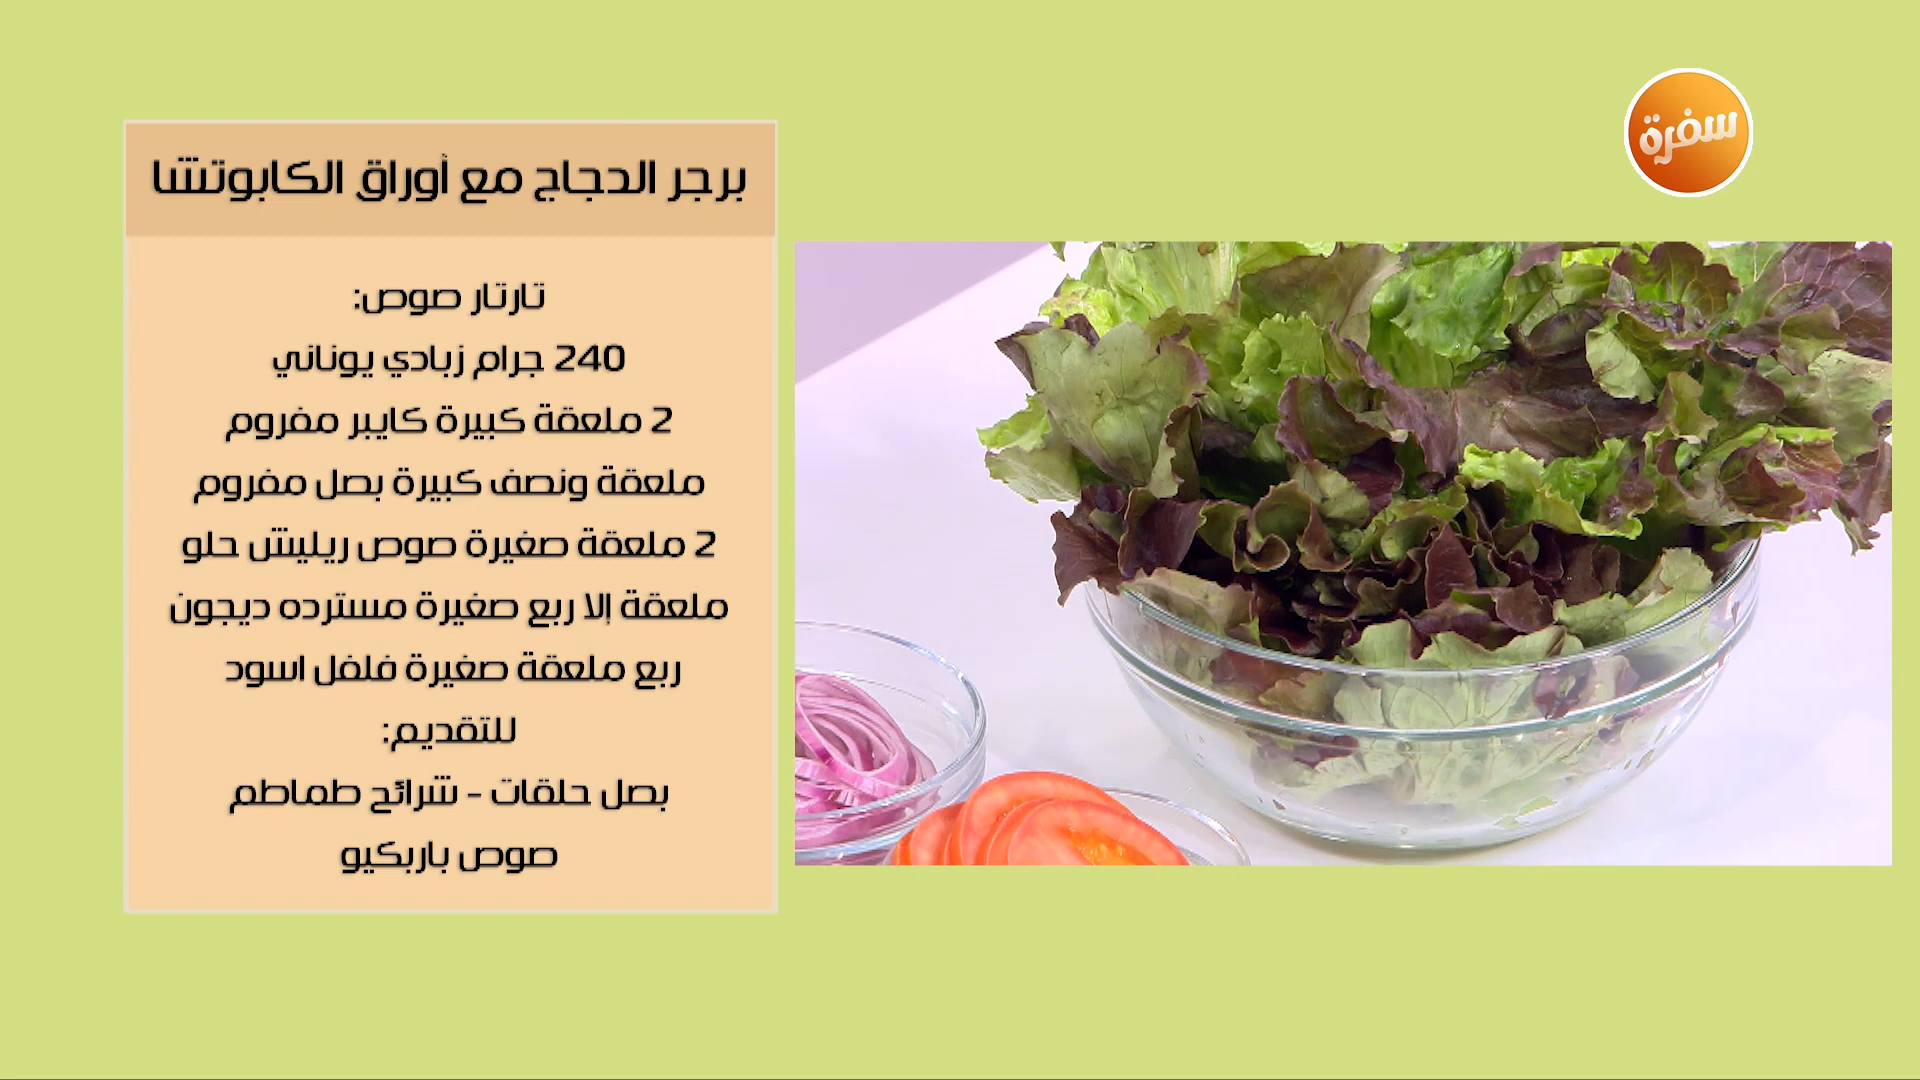 سفرة
برجر الدجاج مع أوراق الكابوتشا
تارتار صوص:
240 جرام زبادي يوناني
2 ملعقة كبيرة كايبر مفروم
ملعقة ونصف كبيرة بصل مفروم
2 ملعقة صغيرة صوص ريليش حلو
ملعقة إلا ربع صغيرة مسترده ديجون
ربع ملعقة صغيرة فلفل اسود
للتقديم:
بصل حلقات - شرائح طماطم
صوص باربكيو